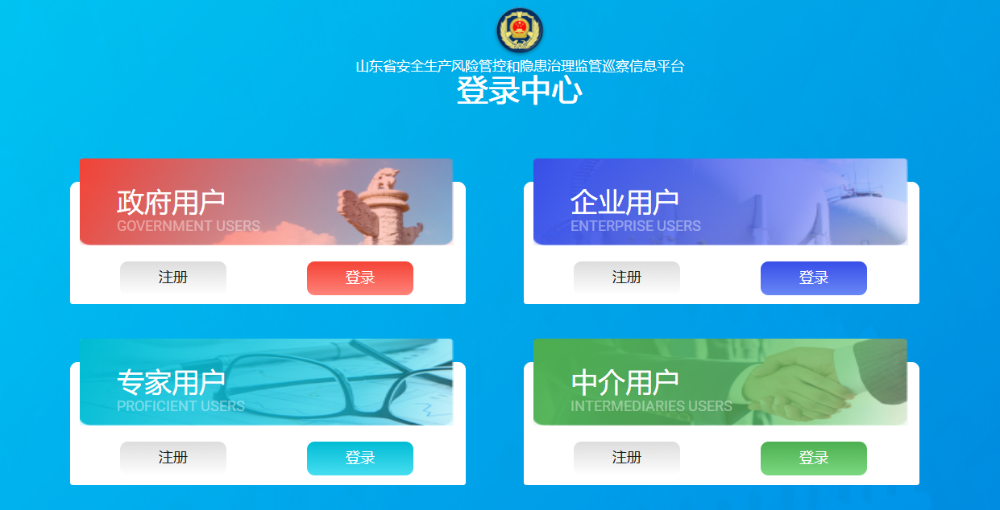 山东省安全生产风险管控和隐患治理监管巡察信息平台
登录中心
政府用户
GOVERNMENT USERS
注册
登录
企业用户
ENTERPRISE USERS
注册
登录
专家用户
PROFICIENT USERS
注册
登录
中介用户
INTERMEDIARIES USERS
注册
登录